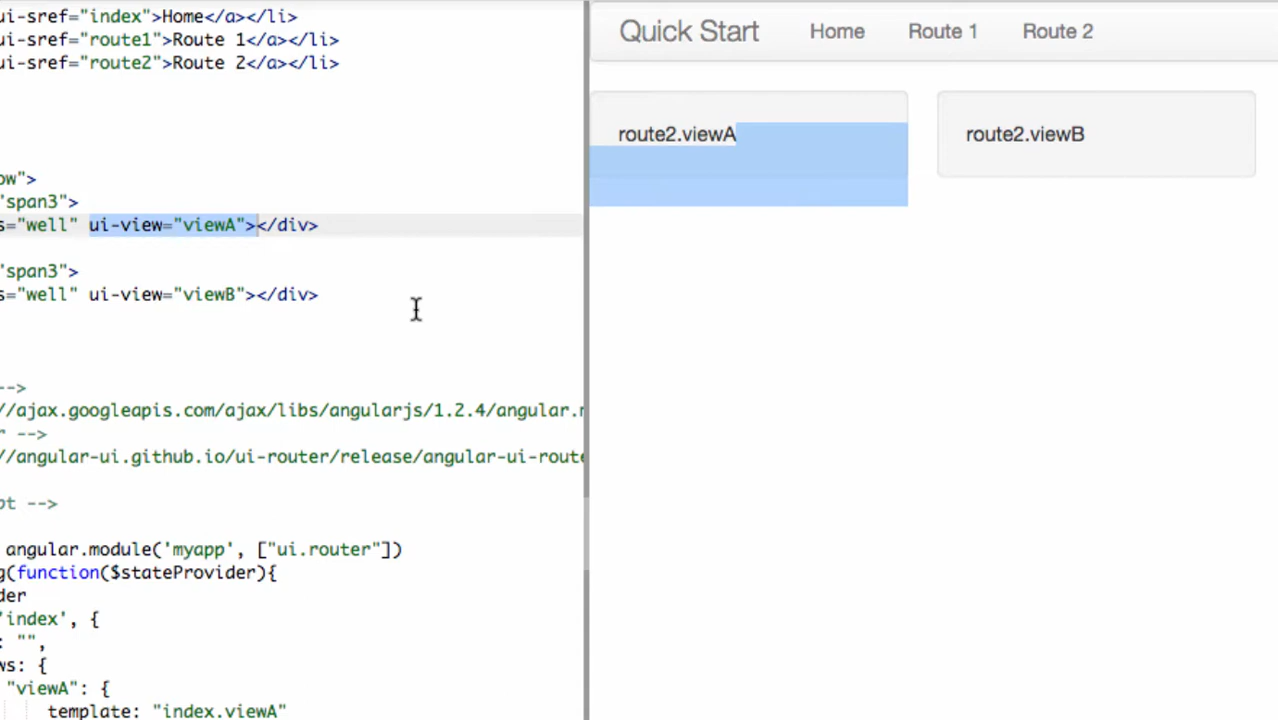 ui-sref="index">Home</a></li>
ui-sref="route1">Route 1</a></li>
ui-sref="route2">Route 2</a></li>
ow">
"span3">
s="well" ui-view="viewA"></div>
"span3">
s="well" ui-view="viewB"></div>
-->
//ajax.googleapis.com/ajax/libs/angularjs/1.2.4/angular.m
r -->
//angular-ui.github.io/ui-router/release/angular-ui-route
pt -->
angular.module('myapp', ["ui.router"])
g(function($stateProvider){
der
'index', {
: "",
ws: {
"viewA": {
template: "index.viewA"
Quick Start Home Route 1 Route 2
route2.viewA route2.viewB